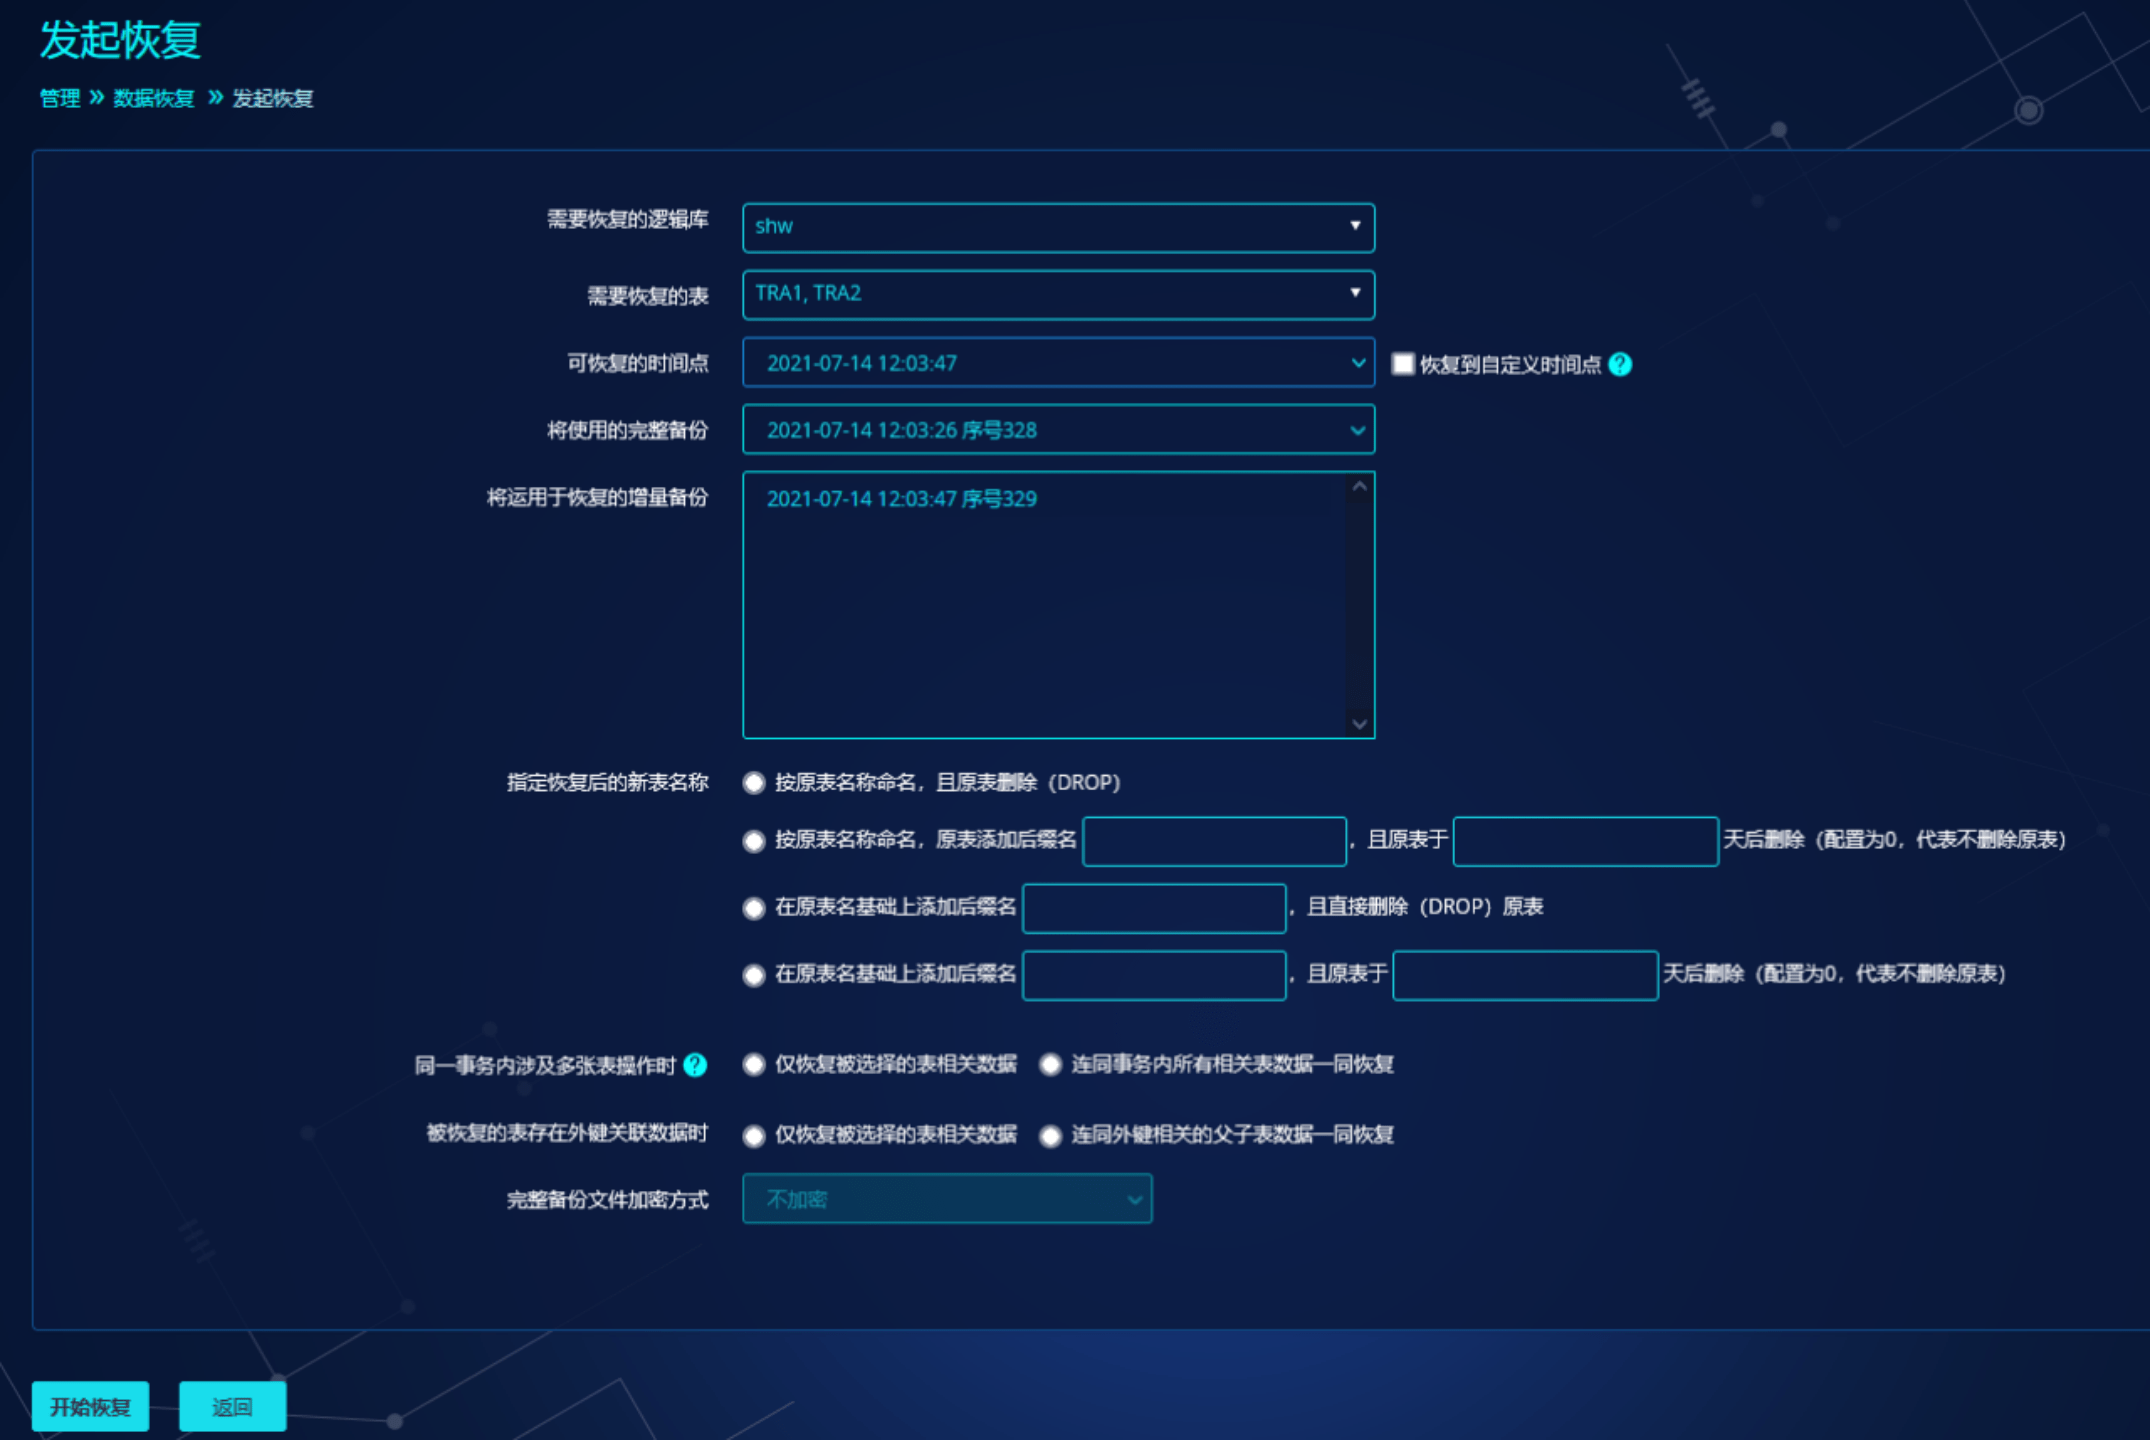 发起恢复
管理 » 数据恢复 » 发起恢复
需要恢复的逻辑库 shw
需要恢复的表 TRA1, TRA2
可恢复的时间点 2021-07-14 12:03:47 恢复到自定义时间点 ?
将使用的完整备份 2021-07-14 12:03:26 序号328
将运用于恢复的增量备份 2021-07-14 12:03:47 序号329
指定恢复后的新表名称 按原表名称命名，且原表删除（DROP）
按原表名称命名，原表添加后缀名 ，且原表于 天后删除（配置为0，代表不删除原表）
在原表名基础上添加后缀名 ，且直接删除（DROP）原表
在原表名基础上添加后缀名 ，且原表于 天后删除（配置为0，代表不删除原表）
同一事务内涉及多张表操作时 ? 仅恢复被选择的表相关数据 连同事务内所有相关表数据一同恢复
被恢复的表存在外键关联数据时 仅恢复被选择的表相关数据 连同外键相关的父子表数据一同恢复
完整备份文件加密方式 不加密
开始恢复 返回